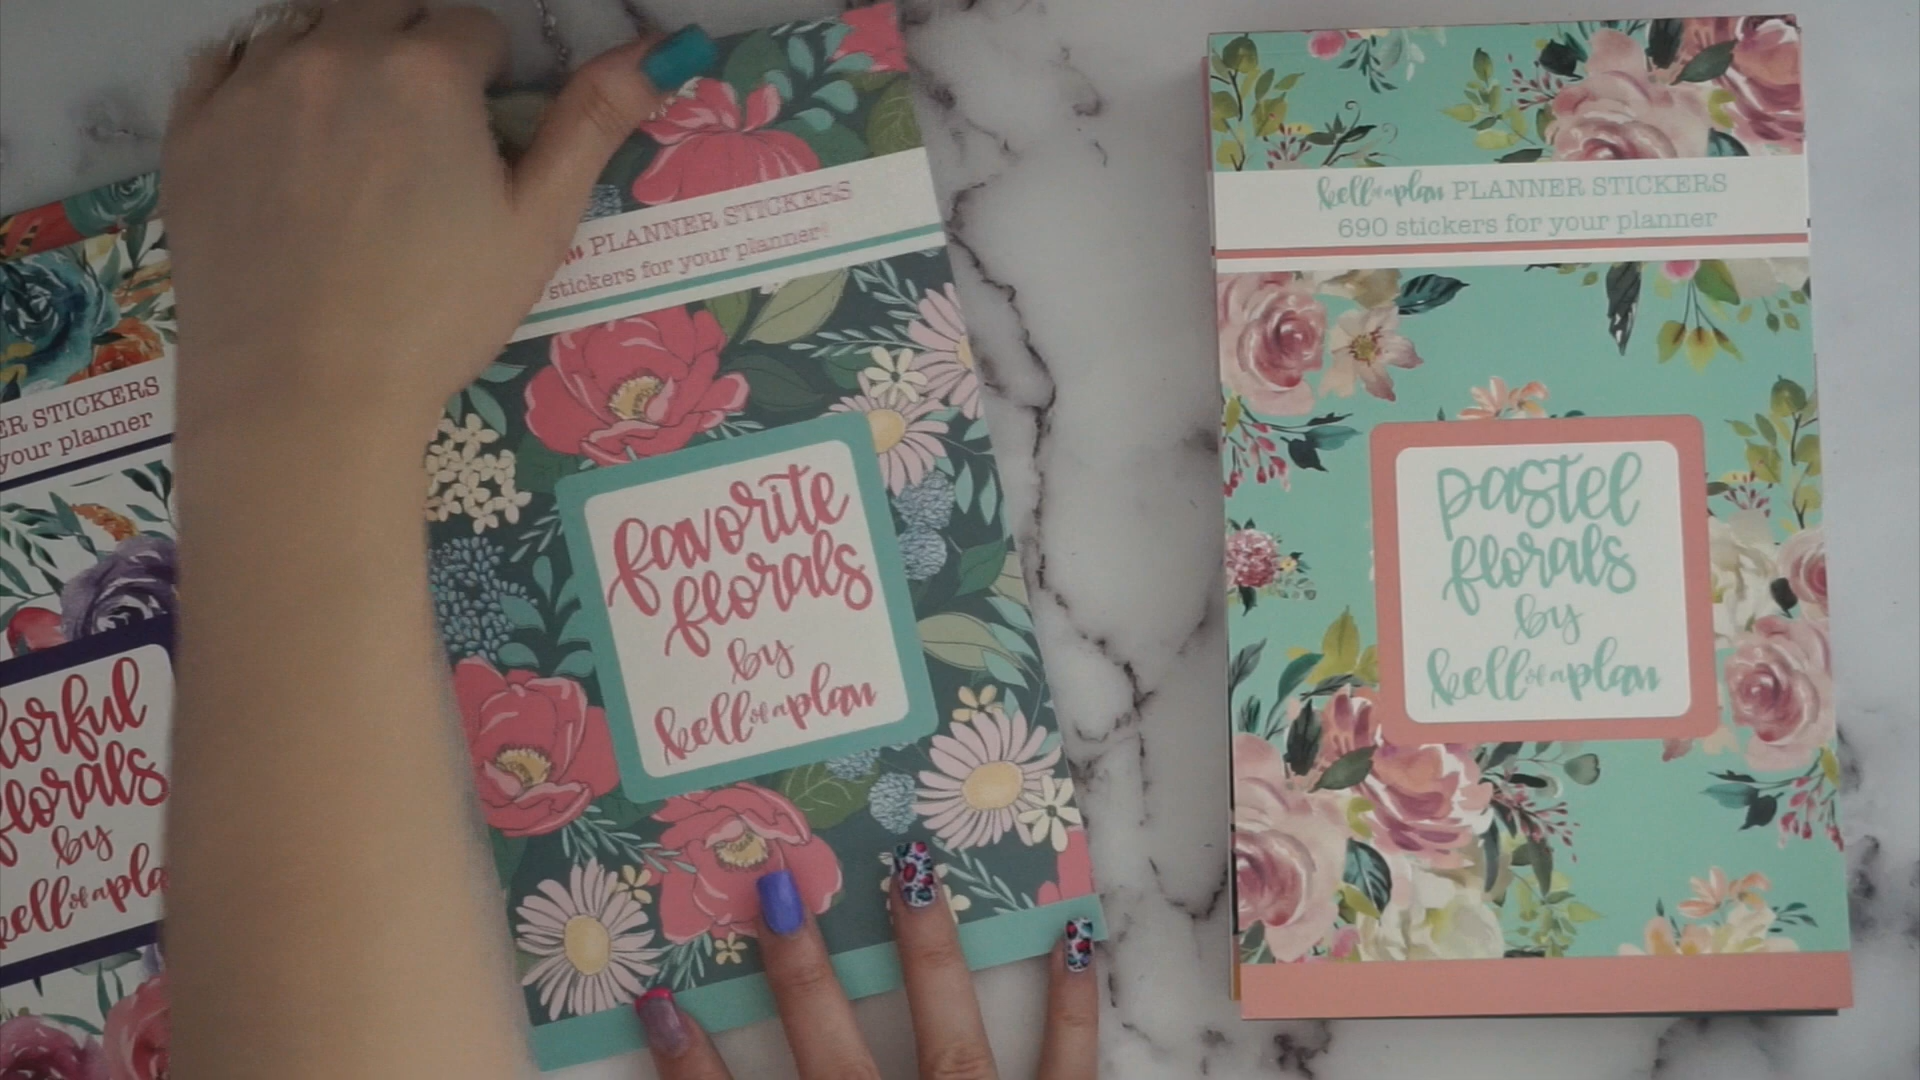 ER STICKERS
your planner
lorful
florals
by
kell of a pla
PLANNER STICKERS
stickers for your planner!
favorite
florals
by
kell of a plan
kell of a plan PLANNER STICKERS
690 stickers for your planner
pastel
florals
by
kell of a plan